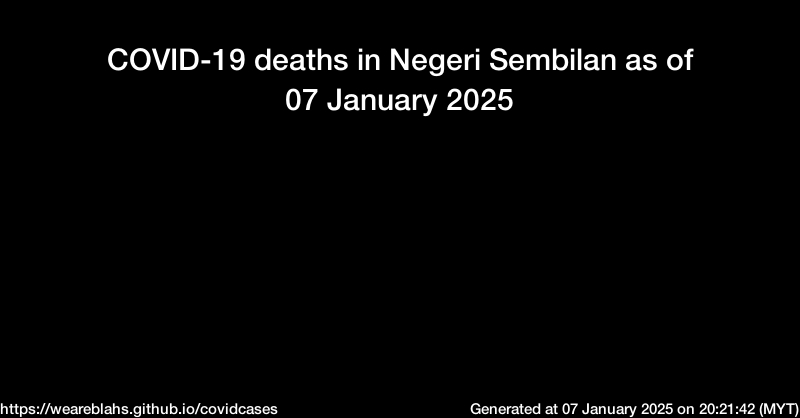 COVID-19 deaths in Negeri Sembilan as of
07 January 2025
https://weareblahs.github.io/covidcases
Generated at 07 January 2025 on 20:21:42 (MYT)